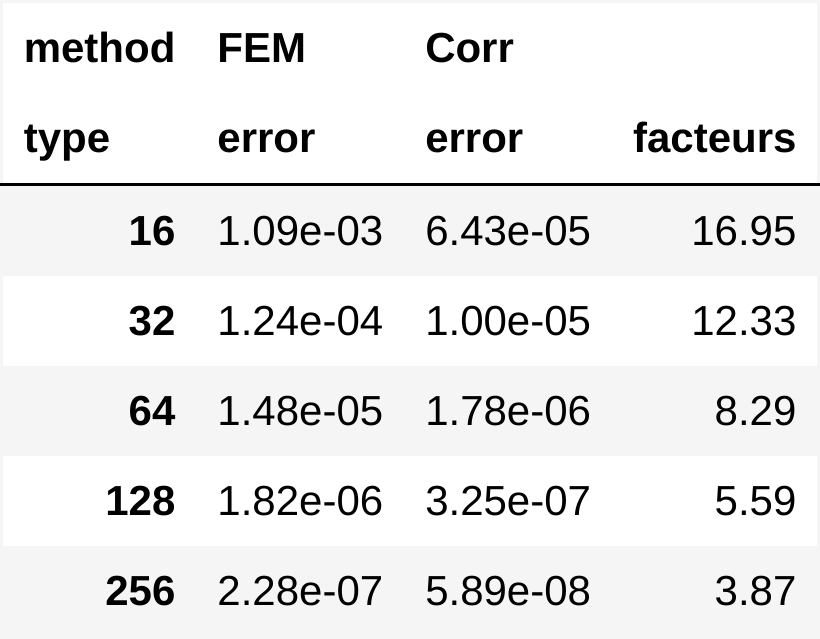 method FEM Corr
type error error facteurs
16 1.09e-03 6.43e-05 16.95
32 1.24e-04 1.00e-05 12.33
64 1.48e-05 1.78e-06 8.29
128 1.82e-06 3.25e-07 5.59
256 2.28e-07 5.89e-08 3.87